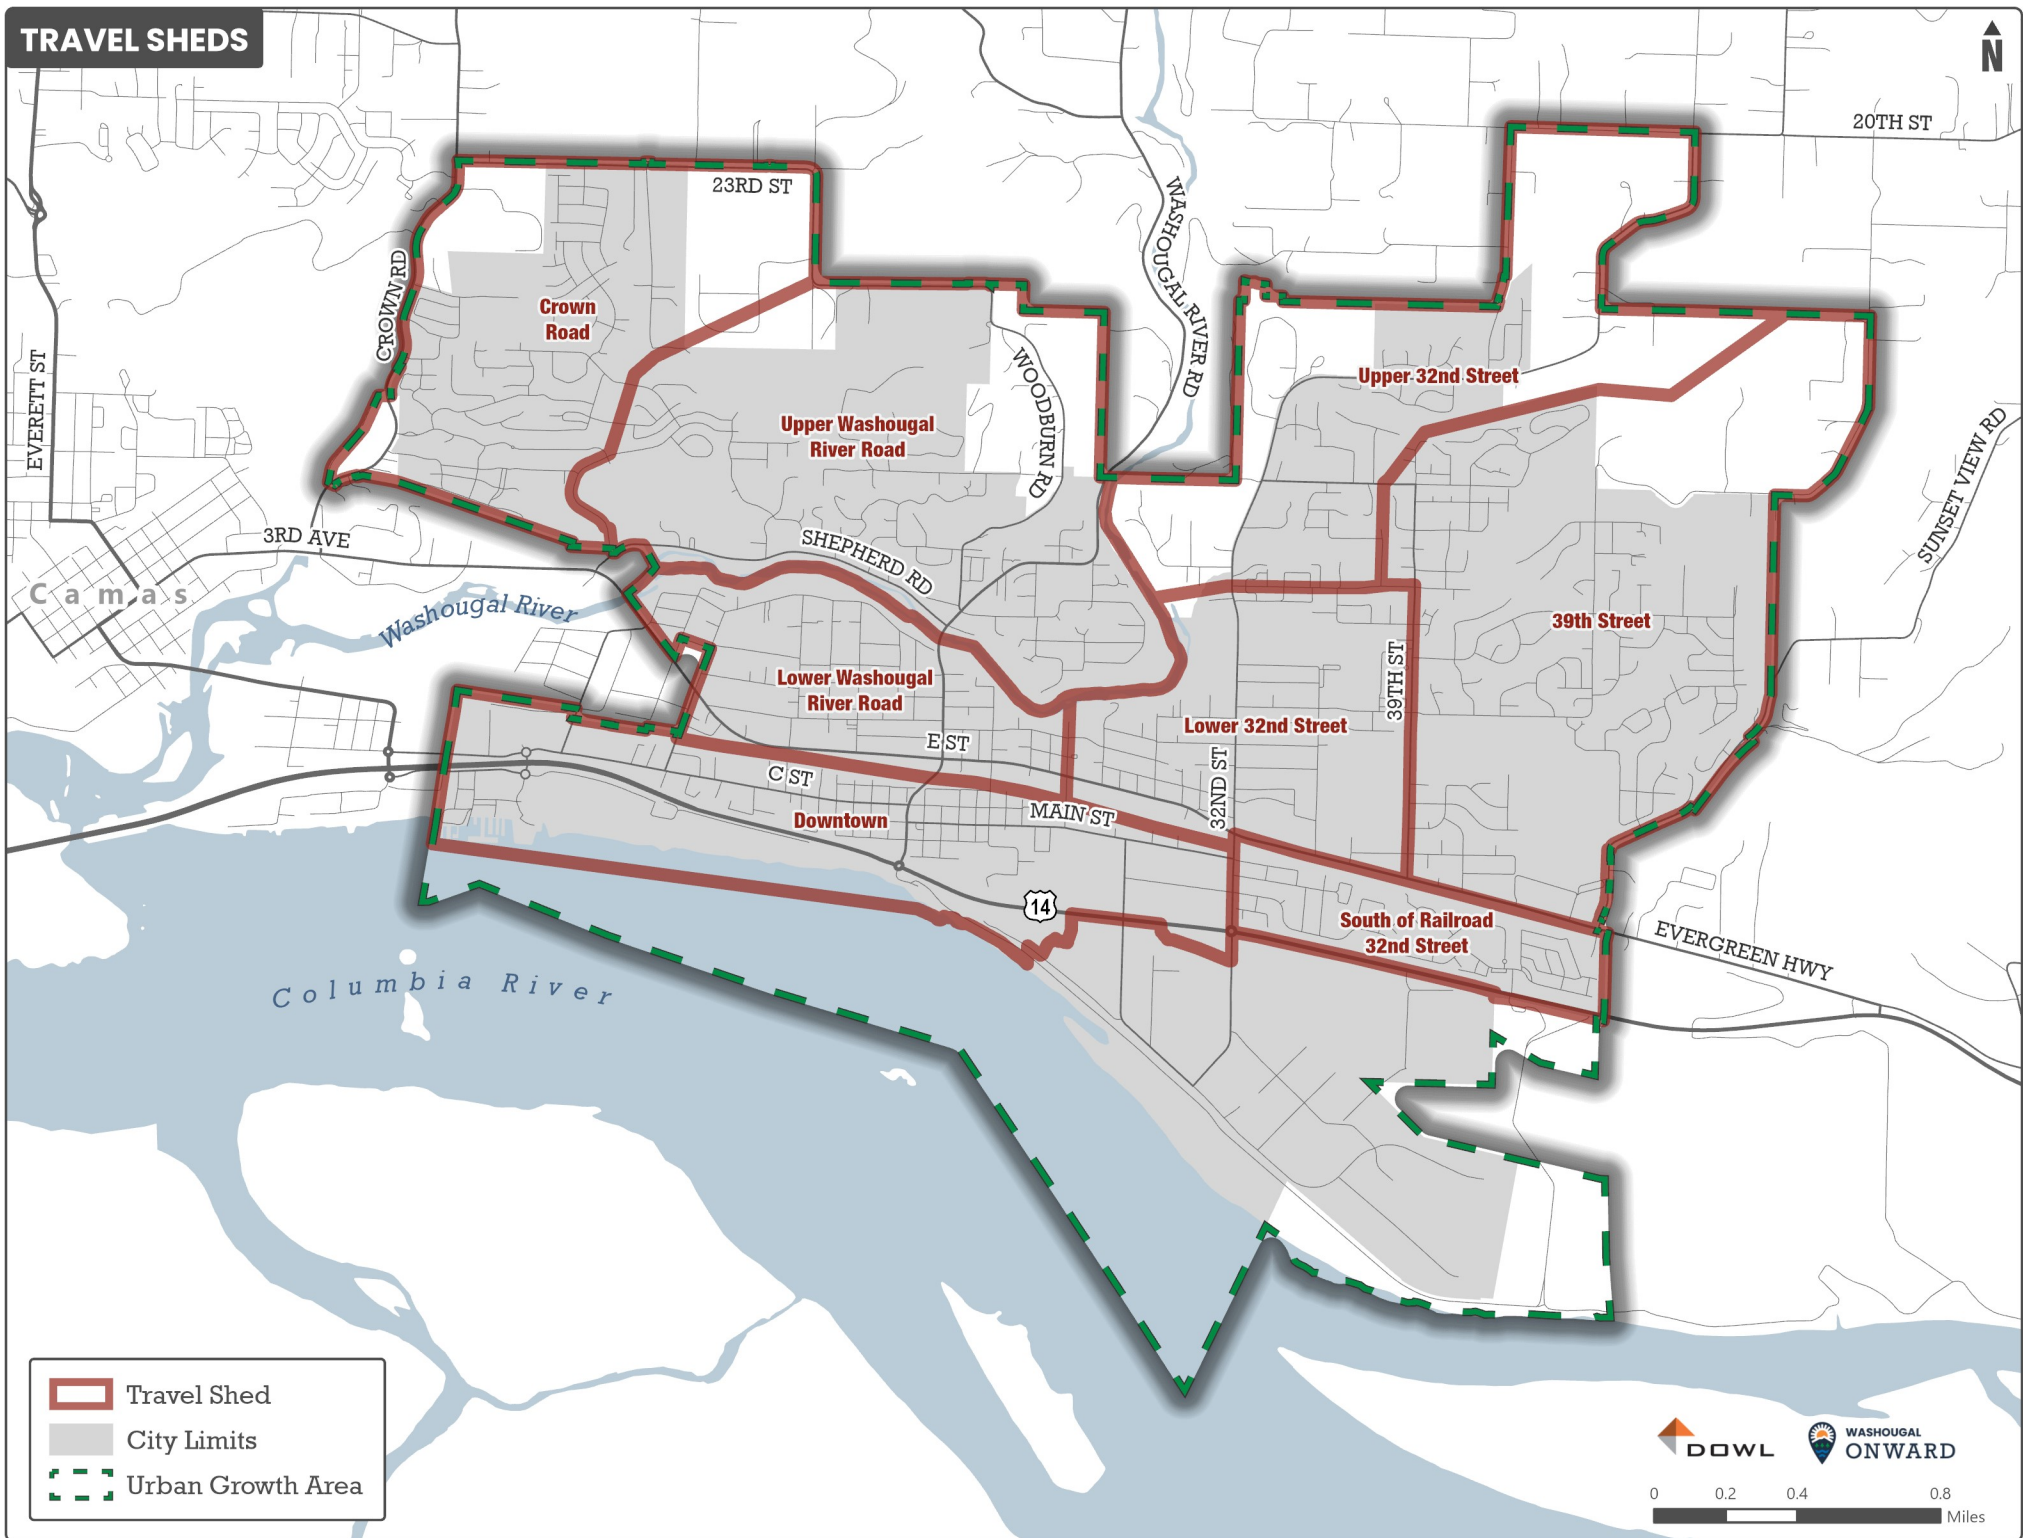 TRAVEL SHEDS
N
20TH ST
23RD ST
WASHOUGAL RIVER RD
CROWN RD
Crown
Road
EVERETT ST
WOODBURN RD
Upper 32nd Street
Upper Washougal
River Road
SUNSET VIEW RD
3RD AVE
SHEPHERD RD
Camas
Washougal River
39th Street
39TH ST
Lower Washougal
River Road
Lower 32nd Street
E ST
C ST
32ND ST
Downtown
MAIN ST
14
South of Railroad
32nd Street
EVERGREEN HWY
Columbia River
Travel Shed
City Limits
Urban Growth Area
DOWL
WASHOUGAL
ONWARD
0 0.2 0.4 0.8
Miles